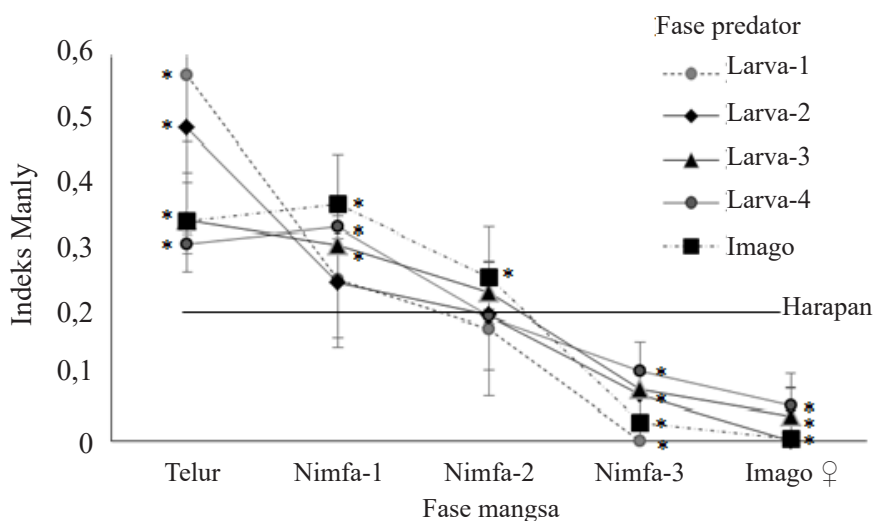 Fase predator
Larva-1
Larva-2
Larva-3
Larva-4
Imago
Indeks Manly
0,6
0,5
0,4
0,3
0,2
0,1
0
Harapan
Telur
Nimfa-1
Nimfa-2
Nimfa-3
Imago ♀
Fase mangsa